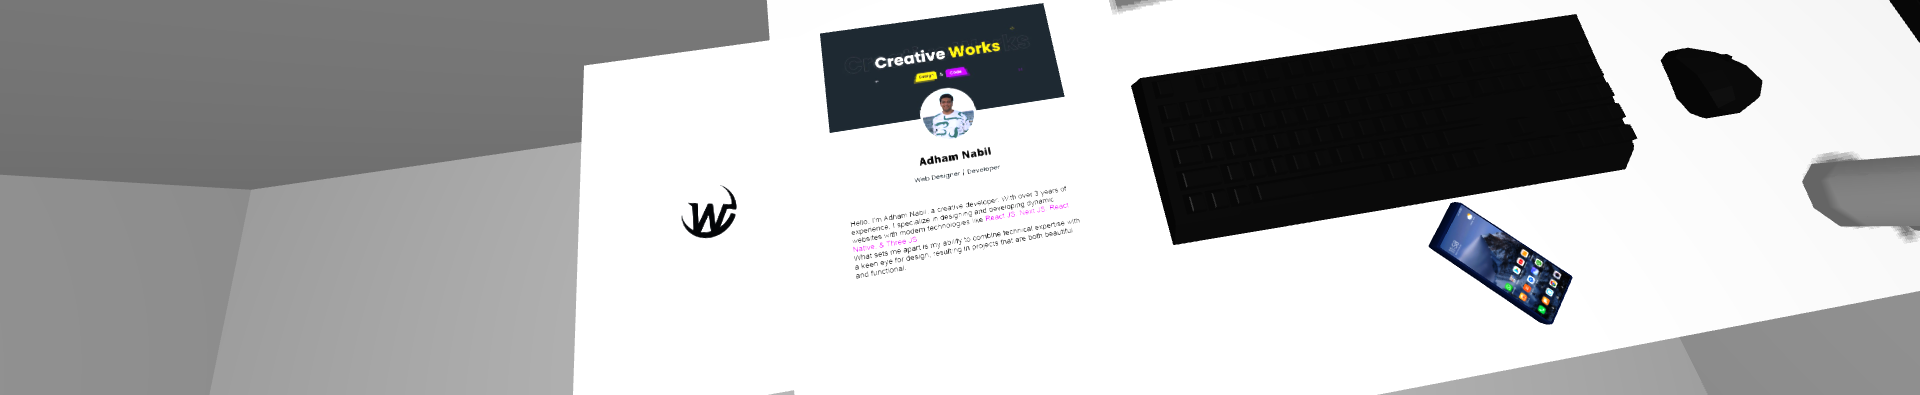 W
Creative Works
Design & Code
Adham Nabil
Web Designer | Developer
Hello, I'm Adham Nabil, a creative developer. With over 3 years of
experience, I specialize in designing and developing dynamic
websites with modern technologies like React JS, Next JS, React
Native, & Three JS.
What sets me apart is my ability to combine technical expertise with
a keen eye for design, resulting in projects that are both beautiful
and functional.